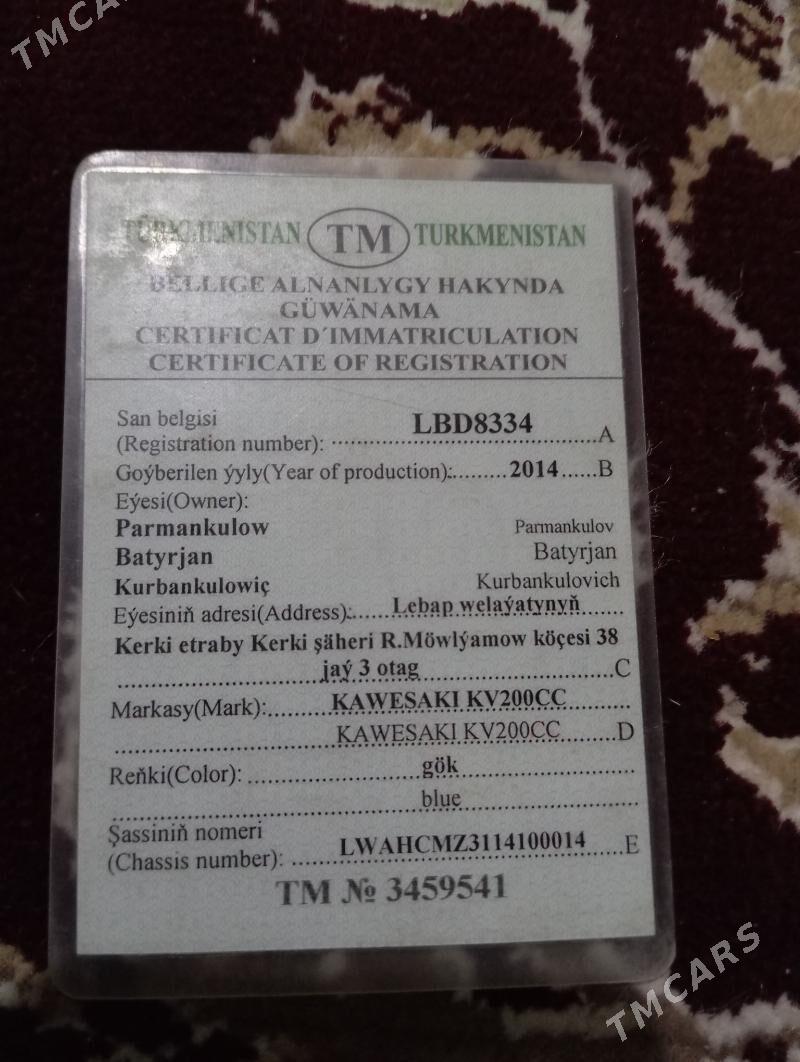 TMCARS
TÜRKMENISTAN TM TURKMENISTAN
BELLIGE ALNANLYGY HAKYNDA
GÜWÄNAMA
CERTIFICAT D'IMMATRICULATION
CERTIFICATE OF REGISTRATION
San belgisi
(Registration number): LBD8334 A
Goýberilen ýyly(Year of production): 2014 B
Eýesi(Owner):
Parmankulow Parmankulov
Batyrjan Batyrjan
Kurbankulowiç Kurbankulovich
Eýesiniň adresi(Address): Lebap welaýatynyň
Kerki etraby Kerki şäheri R.Möwlýamow köçesi 38
jaý 3 otag C
Markasy(Mark): KAWESAKI KV200CC
KAWESAKI KV200CC D
Reňki(Color): gök
blue
Şassiniň nomeri
(Chassis number): LWAHCMZ3114100014 E
TM № 3459541
TMCARS